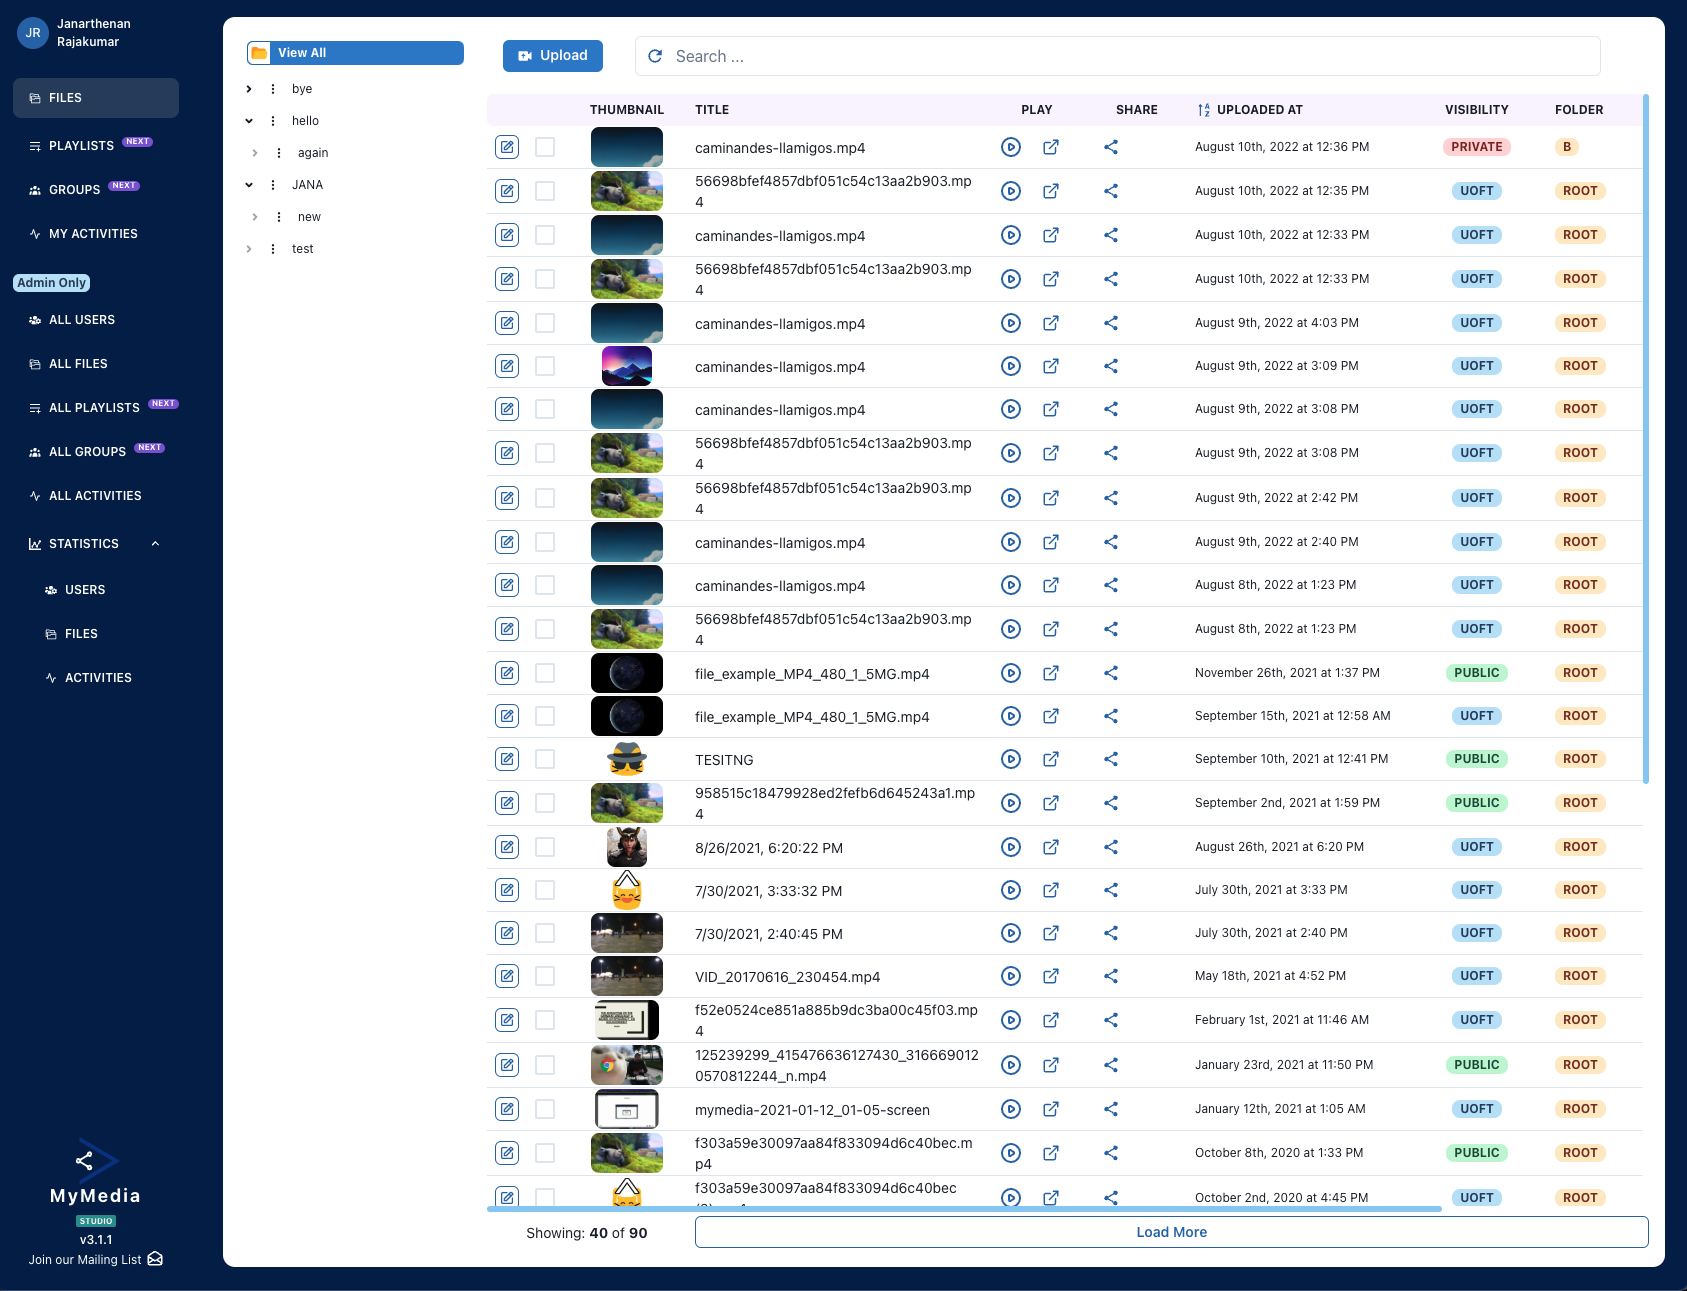 JR
Janarthenan
Rajakumar
FILES
PLAYLISTS NEXT
GROUPS NEXT
MY ACTIVITIES
Admin Only
ALL USERS
ALL FILES
ALL PLAYLISTS NEXT
ALL GROUPS NEXT
ALL ACTIVITIES
STATISTICS
USERS
FILES
ACTIVITIES
MyMedia
STUDIO
v3.1.1
Join our Mailing List
View All
bye
hello
again
JANA
new
test
Upload
Search ...
THUMBNAIL TITLE PLAY SHARE UPLOADED AT VISIBILITY FOLDER
caminandes-llamigos.mp4 August 10th, 2022 at 12:36 PM PRIVATE B
56698bfef4857dbf051c54c13aa2b903.mp
4 August 10th, 2022 at 12:35 PM UOFT ROOT
caminandes-llamigos.mp4 August 10th, 2022 at 12:33 PM UOFT ROOT
56698bfef4857dbf051c54c13aa2b903.mp
4 August 10th, 2022 at 12:33 PM UOFT ROOT
caminandes-llamigos.mp4 August 9th, 2022 at 4:03 PM UOFT ROOT
caminandes-llamigos.mp4 August 9th, 2022 at 3:09 PM UOFT ROOT
caminandes-llamigos.mp4 August 9th, 2022 at 3:08 PM UOFT ROOT
56698bfef4857dbf051c54c13aa2b903.mp
4 August 9th, 2022 at 3:08 PM UOFT ROOT
56698bfef4857dbf051c54c13aa2b903.mp
4 August 9th, 2022 at 2:42 PM UOFT ROOT
caminandes-llamigos.mp4 August 9th, 2022 at 2:40 PM UOFT ROOT
caminandes-llamigos.mp4 August 8th, 2022 at 1:23 PM UOFT ROOT
56698bfef4857dbf051c54c13aa2b903.mp
4 August 8th, 2022 at 1:23 PM UOFT ROOT
file_example_MP4_480_1_5MG.mp4 November 26th, 2021 at 1:37 PM PUBLIC ROOT
file_example_MP4_480_1_5MG.mp4 September 15th, 2021 at 12:58 AM UOFT ROOT
TESITNG September 10th, 2021 at 12:41 PM PUBLIC ROOT
958515c18479928ed2fefb6d645243a1.mp
4 September 2nd, 2021 at 1:59 PM PUBLIC ROOT
8/26/2021, 6:20:22 PM August 26th, 2021 at 6:20 PM UOFT ROOT
7/30/2021, 3:33:32 PM July 30th, 2021 at 3:33 PM UOFT ROOT
7/30/2021, 2:40:45 PM July 30th, 2021 at 2:40 PM UOFT ROOT
VID_20170616_230454.mp4 May 18th, 2021 at 4:52 PM UOFT ROOT
f52e0524ce851a885b9dc3ba00c45f03.mp
4 February 1st, 2021 at 11:46 AM UOFT ROOT
125239299_415476636127430_316669012
0570812244_n.mp4 January 23rd, 2021 at 11:50 PM PUBLIC ROOT
mymedia-2021-01-12_01-05-screen January 12th, 2021 at 1:05 AM UOFT ROOT
f303a59e30097aa84f833094d6c40bec.m
p4 October 8th, 2020 at 1:33 PM PUBLIC ROOT
f303a59e30097aa84f833094d6c40bec
October 2nd, 2020 at 4:45 PM UOFT ROOT
Showing: 40 of 90
Load More